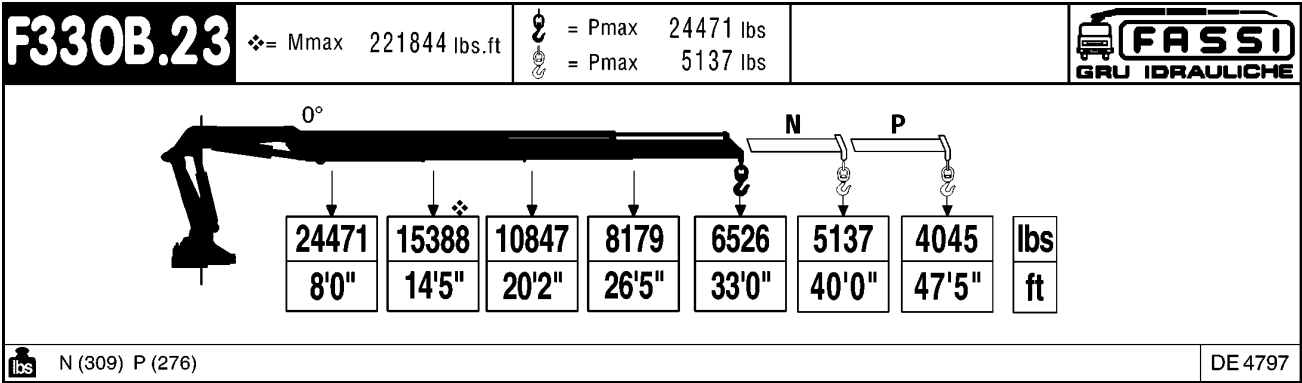 F330B.23
❖= Mmax 221844 lbs.ft
= Pmax 24471 lbs
= Pmax 5137 lbs
FASSI
GRU IDRAULICHE
0°
N P
24471 15388 10847 8179 6526 5137 4045 lbs
8'0" 14'5" 20'2" 26'5" 33'0" 40'0" 47'5" ft
lbs N (309) P (276)
DE 4797